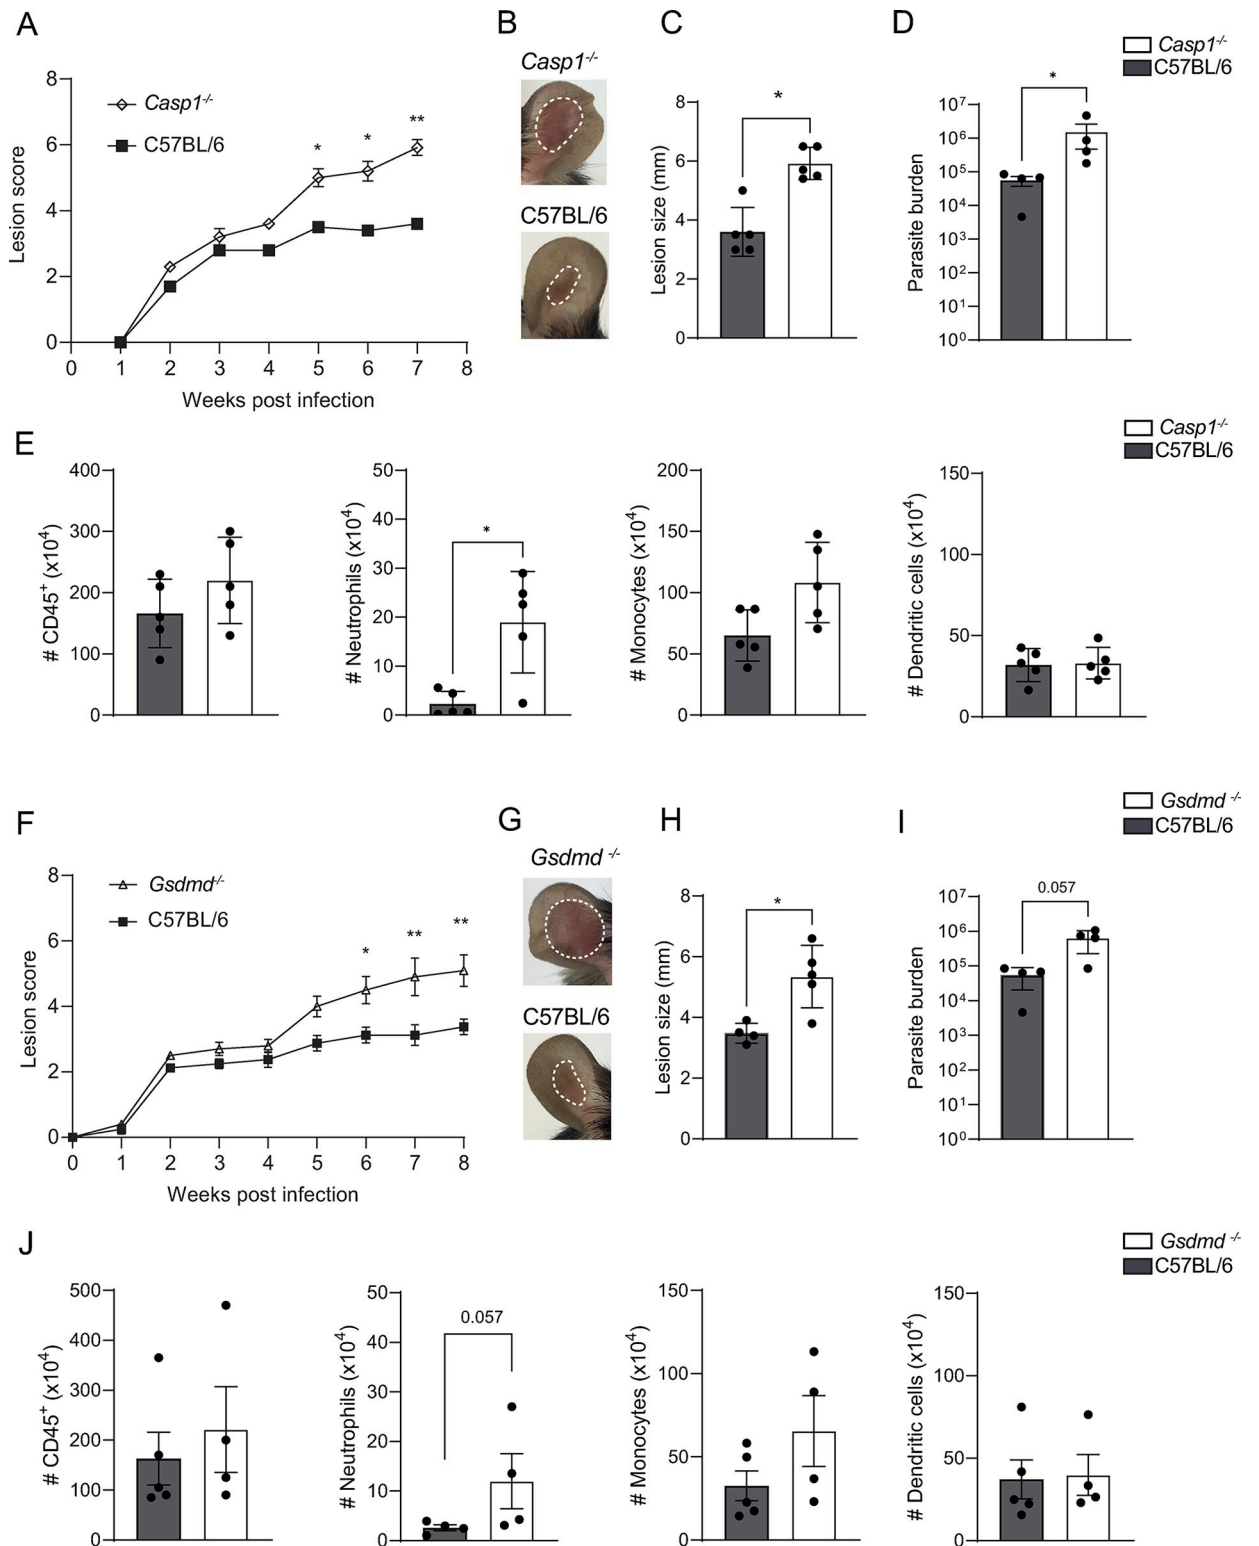 A
B
C
D
Casp1-/-
C57BL/6
8
6
4
2
0
Lesion score
Casp1-/-
C57BL/6
*
*
**
0 1 2 3 4 5 6 7 8
Weeks post infection
Casp1-/-
C57BL/6
8
6
4
2
0
Lesion size (mm)
*
10⁷
10⁶
10⁵
10⁴
10³
10²
10¹
10⁰
Parasite burden
*
E
Casp1-/-
C57BL/6
400
300
200
100
0
# CD45⁺ (x10⁴)
50
40
30
20
10
0
# Neutrophils (x10⁴)
*
200
150
100
50
0
# Monocytes (x10⁴)
150
100
50
0
# Dendritic cells (x10⁴)
F
G
H
I
Gsdmd -/-
C57BL/6
8
6
4
2
0
Lesion score
Gsdmd-/-
C57BL/6
*
**
**
0 1 2 3 4 5 6 7 8
Weeks post infection
Gsdmd -/-
C57BL/6
8
6
4
2
0
Lesion size (mm)
*
10⁷
10⁶
10⁵
10⁴
10³
10²
10¹
10⁰
Parasite burden
0.057
J
Gsdmd -/-
C57BL/6
500
400
300
200
100
0
# CD45⁺ (x10⁴)
50
40
30
20
10
0
# Neutrophils (x10⁴)
0.057
150
100
50
0
# Monocytes (x10⁴)
150
100
50
0
# Dendritic cells (x10⁴)